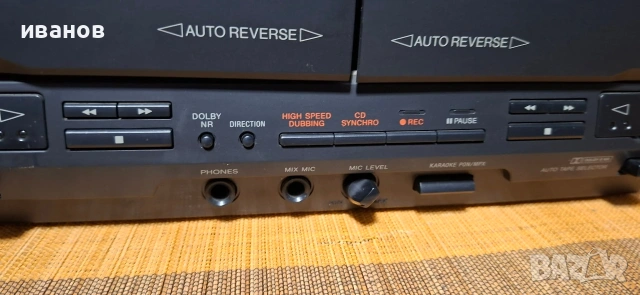 иванов
AUTO REVERSE
AUTO REVERSE
DOLBY NR
DIRECTION
HIGH SPEED DUBBING
CD SYNCHRO
REC
PAUSE
PHONES
MIX MIC
MIC LEVEL
KARAOKE PON/MPX
AUTO TAPE SELECTOR
BAZAR